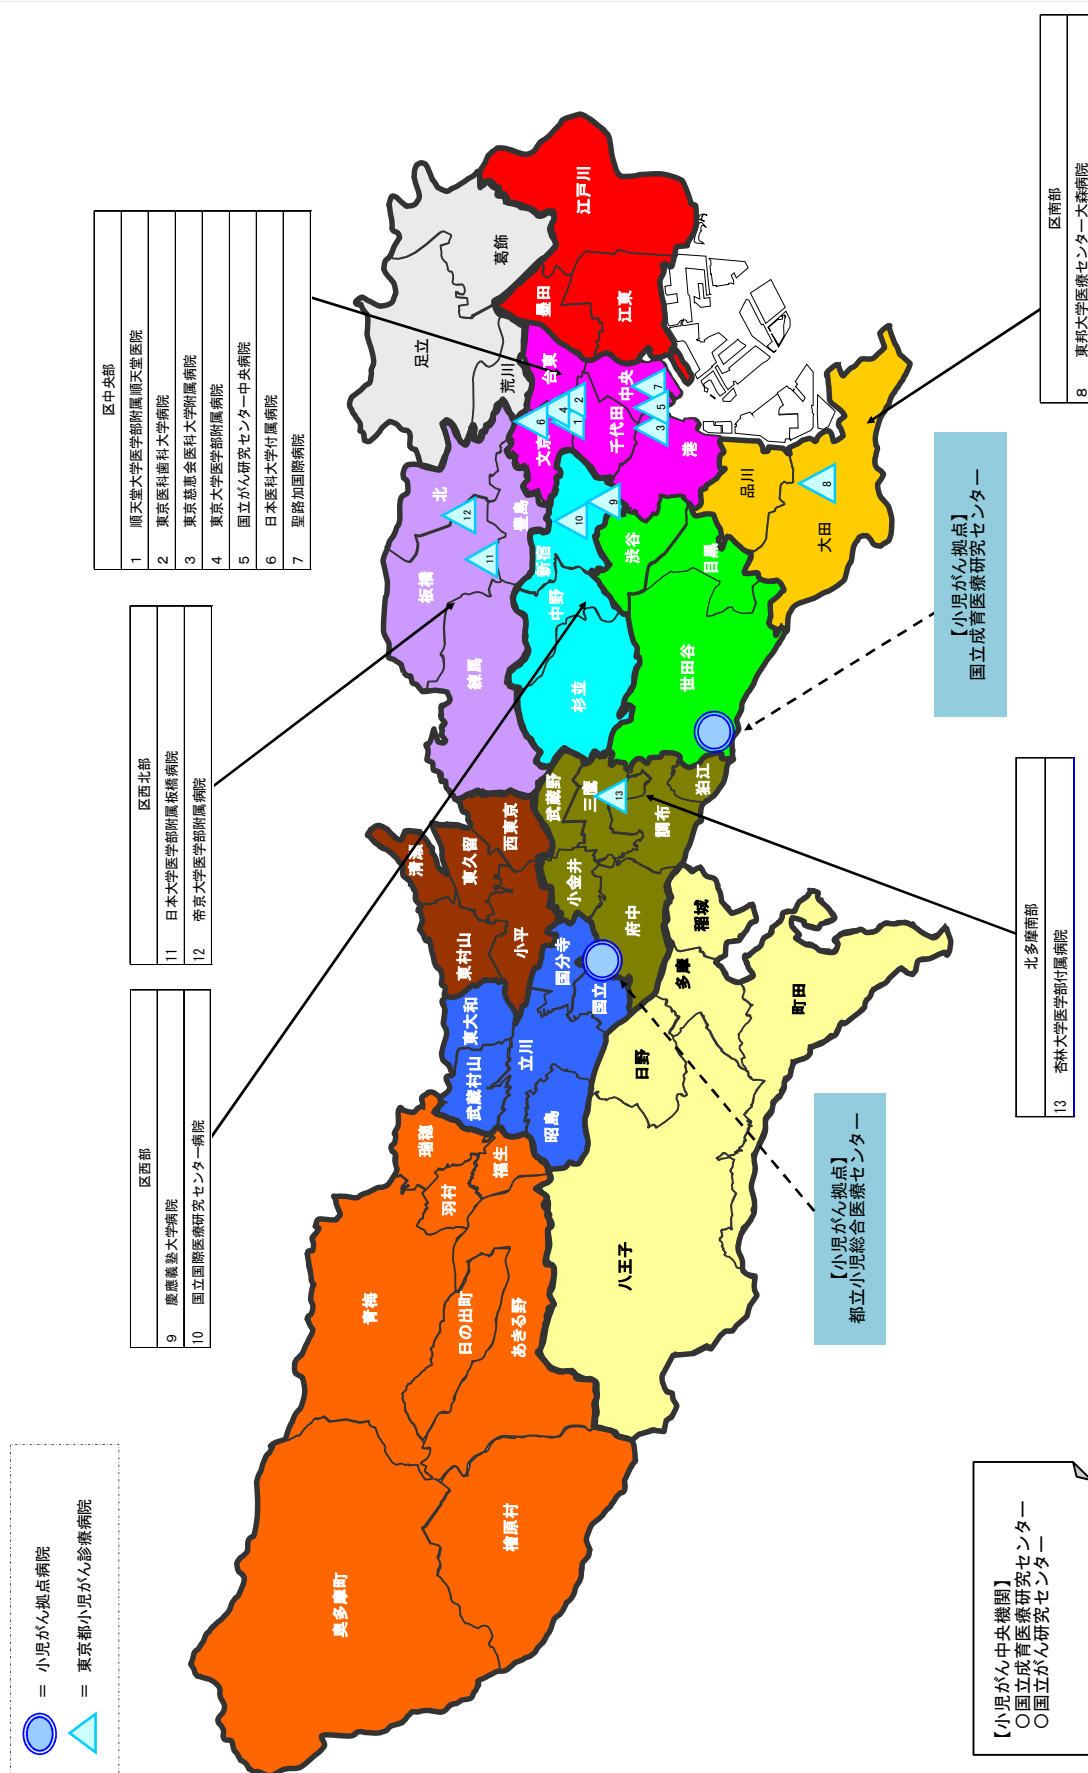 ＝ 小児がん拠点病院
＝ 東京都小児がん診療病院
区西部
9 慶應義塾大学病院
10 国立国際医療研究センター病院
区西北部
11 日本大学医学部附属板橋病院
12 帝京大学医学部附属病院
区中央部
1 順天堂大学医学部附属順天堂医院
2 東京医科歯科大学病院
3 東京慈恵会医科大学附属病院
4 東京大学医学部附属病院
5 国立がん研究センター中央病院
6 日本医科大学付属病院
7 聖路加国際病院
奥多摩町
檜原村
青梅
日の出町
あきる野
瑞穂
羽村
福生
武蔵村山
東大和
立川
昭島
国分寺
国立
東村山
清瀬
東久留
小平
西東京
武蔵野
三鷹
小金井
府中
調布
狛江
八王子
日野
多摩
稲城
町田
練馬
板橋
北
豊島
杉並
中野
新宿
世田谷
渋谷
目黒
足立
葛飾
荒川
文京
台東
千代田
中央
港
墨田
江東
江戸川
品川
大田
12
11
10
9
6
4
1
2
3
5
7
8
13
【小児がん拠点】
都立小児総合医療センター
【小児がん拠点】
国立成育医療研究センター
北多摩南部
13 杏林大学医学部付属病院
区南部
8 東邦大学医療センター大森病院
【小児がん中央機関】
○国立成育医療研究センター
○国立がん研究センター